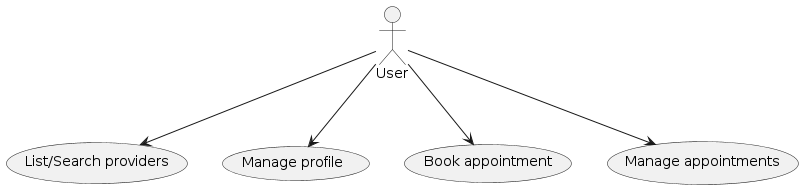 User
List/Search providers
Manage profile
Book appointment
Manage appointments